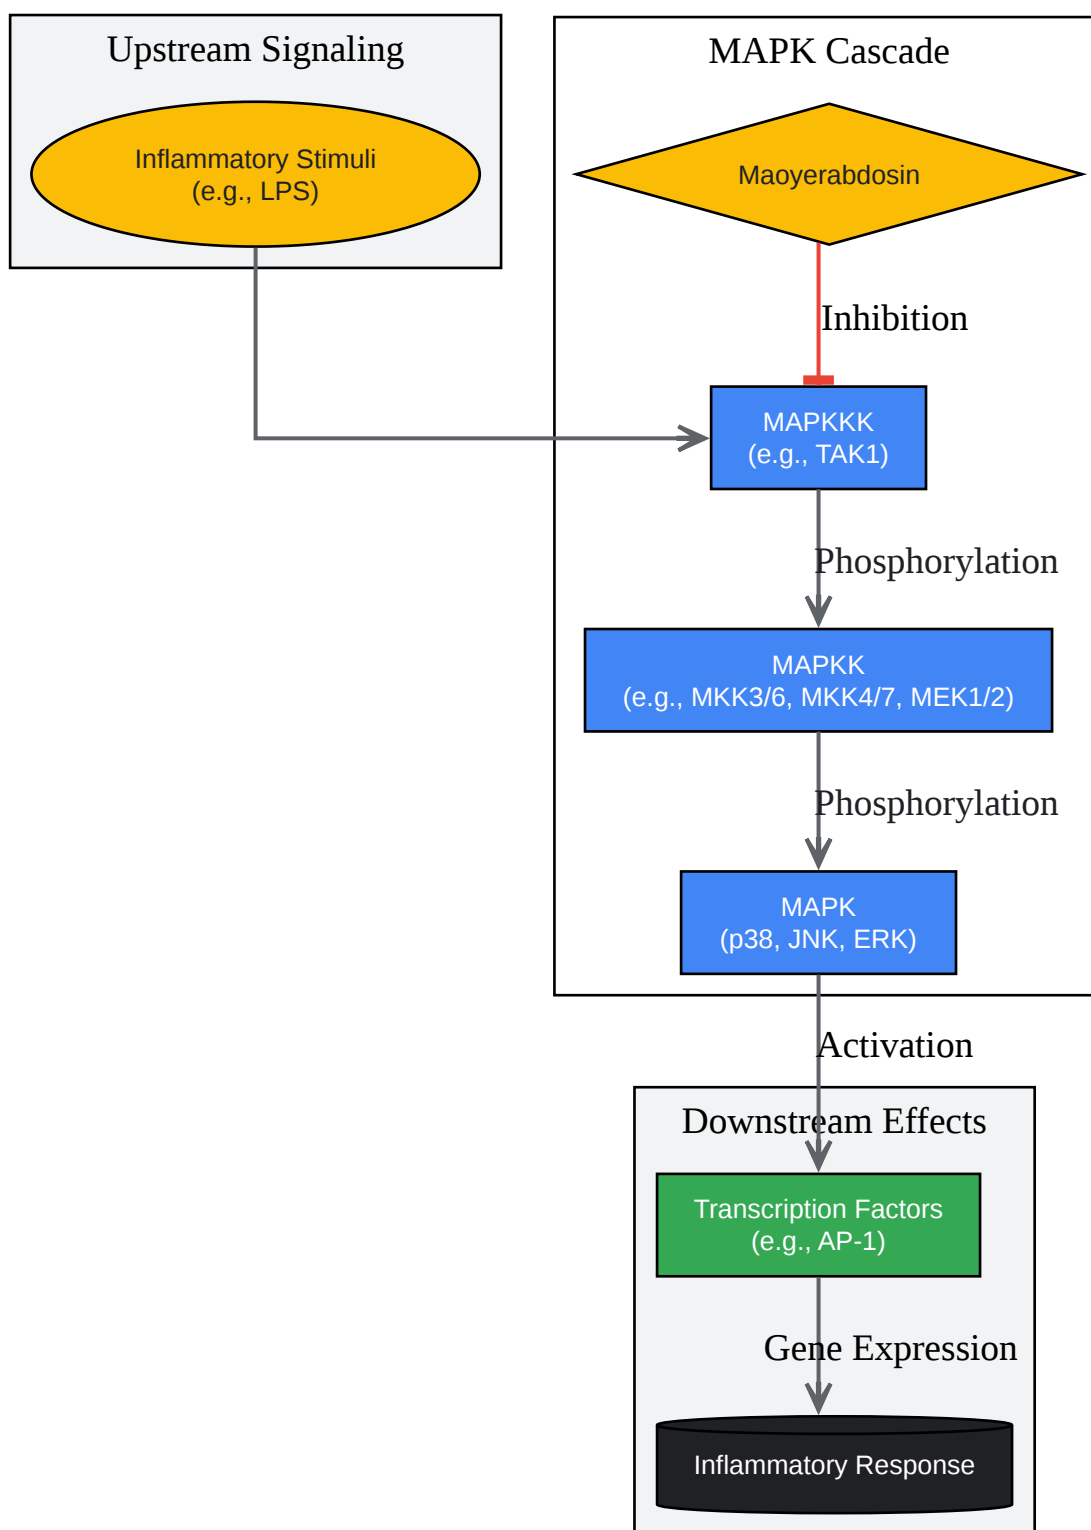 Upstream Signaling
Inflammatory Stimuli
(e.g., LPS)
MAPK Cascade
Maoyerabdosin
Inhibition
MAPKKK
(e.g., TAK1)
Phosphorylation
MAPKK
(e.g., MKK3/6, MKK4/7, MEK1/2)
Phosphorylation
MAPK
(p38, JNK, ERK)
Activation
Downstream Effects
Transcription Factors
(e.g., AP-1)
Gene Expression
Inflammatory Response